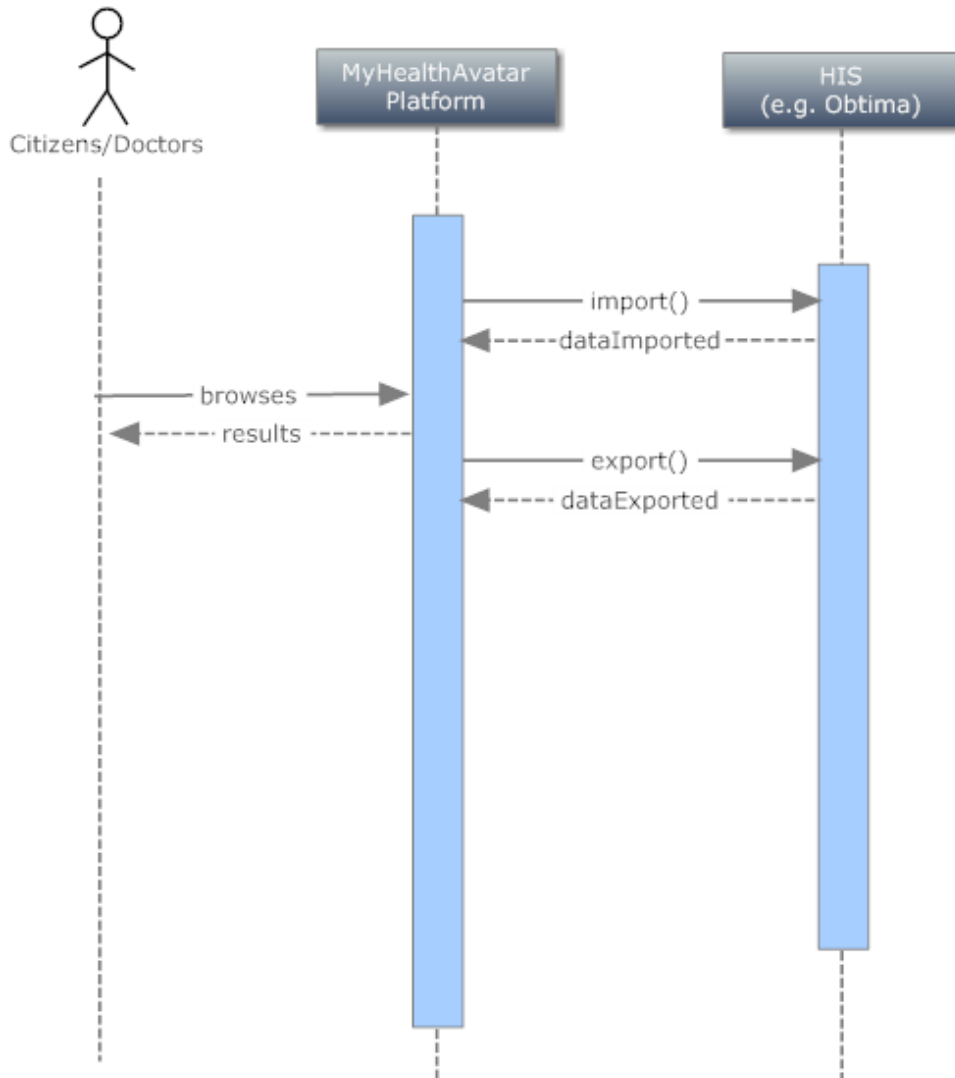 MyHealthAvatar
Platform
HIS
(e.g. Obtima)
Citizens/Doctors
import()
dataImported
browses
results
export()
dataExported